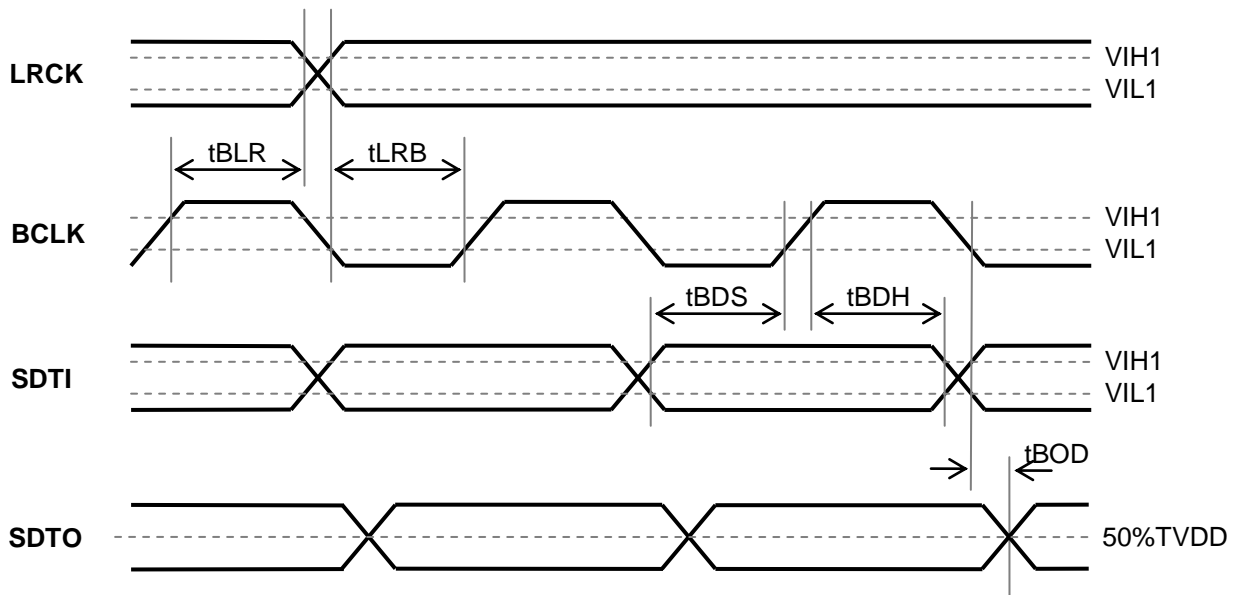 LRCK
VIH1
VIL1
tBLR
tLRB
BCLK
VIH1
VIL1
tBDS
tBDH
SDTI
VIH1
VIL1
tBOD
SDTO
50%TVDD